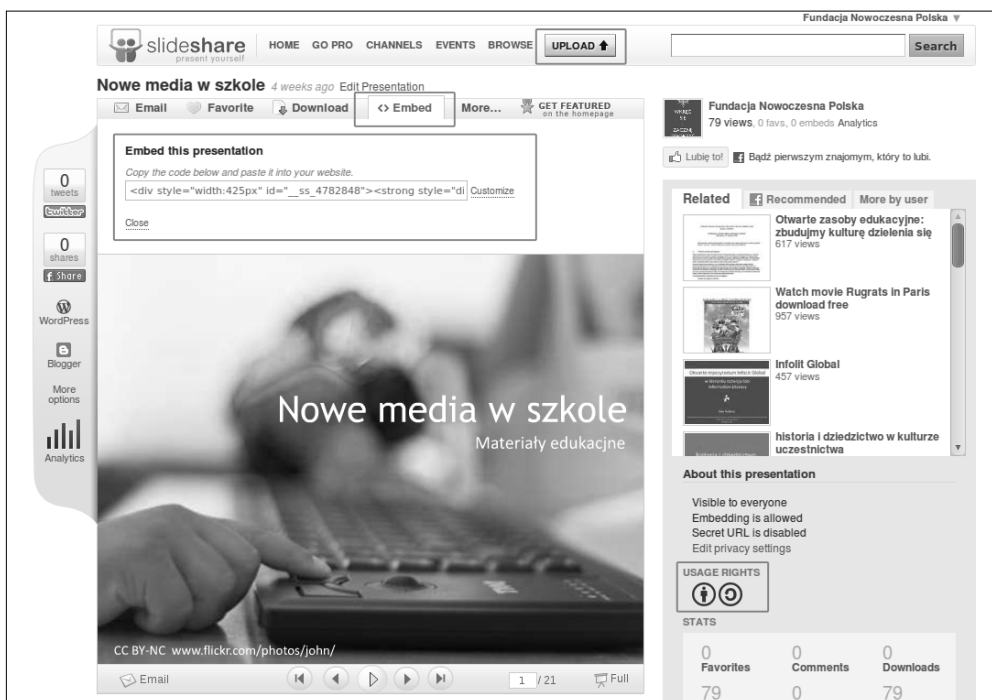 Fundacja Nowoczesna Polska ▼
slideshare
present yourself
HOME GO PRO CHANNELS EVENTS BROWSE UPLOAD
Search
Nowe media w szkole 4 weeks ago Edit Presentation
Email Favorite Download <> Embed More... GET FEATURED
on the homepage
Embed this presentation
Copy the code below and paste it into your website.
<div style="width:425px" id="__ss_4782848"><strong style="di Customize
Close
0
tweets
twitter
0
shares
f Share
WordPress
Blogger
More
options
Analytics
Nowe media w szkole
Materiały edukacjne
CC BY-NC www.flickr.com/photos/john/
Email
1 / 21
Full
Fundacja Nowoczesna Polska
79 views, 0 favs, 0 embeds Analytics
Lubię to! Bądź pierwszym znajomym, który to lubi.
Related Recommended More by user
Otwarte zasoby edukacyjne:
zbudujmy kulturę dzielenia się
617 views
Watch movie Rugrats in Paris
download free
957 views
Infolit Global
457 views
historia i dziedzictwo w kulturze
uczestnictwa
About this presentation
Visible to everyone
Embedding is allowed
Secret URL is disabled
Edit privacy settings
USAGE RIGHTS
STATS
0 0 0
Favorites Comments Downloads
79 0 79